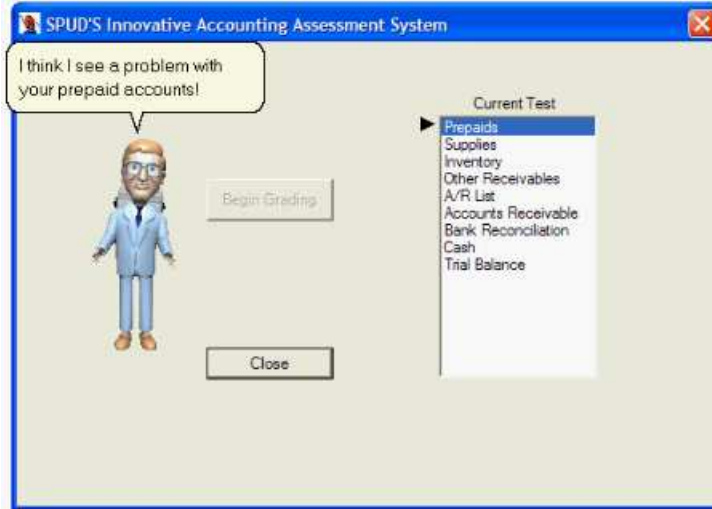 SPUD'S Innovative Accounting Assessment System
I think I see a problem with
your prepaid accounts!
Current Test
Prepaids
Supplies
Inventory
Other Receivables
A/R List
Accounts Receivable
Bank Reconciliation
Cash
Trial Balance
Begin Grading
Close